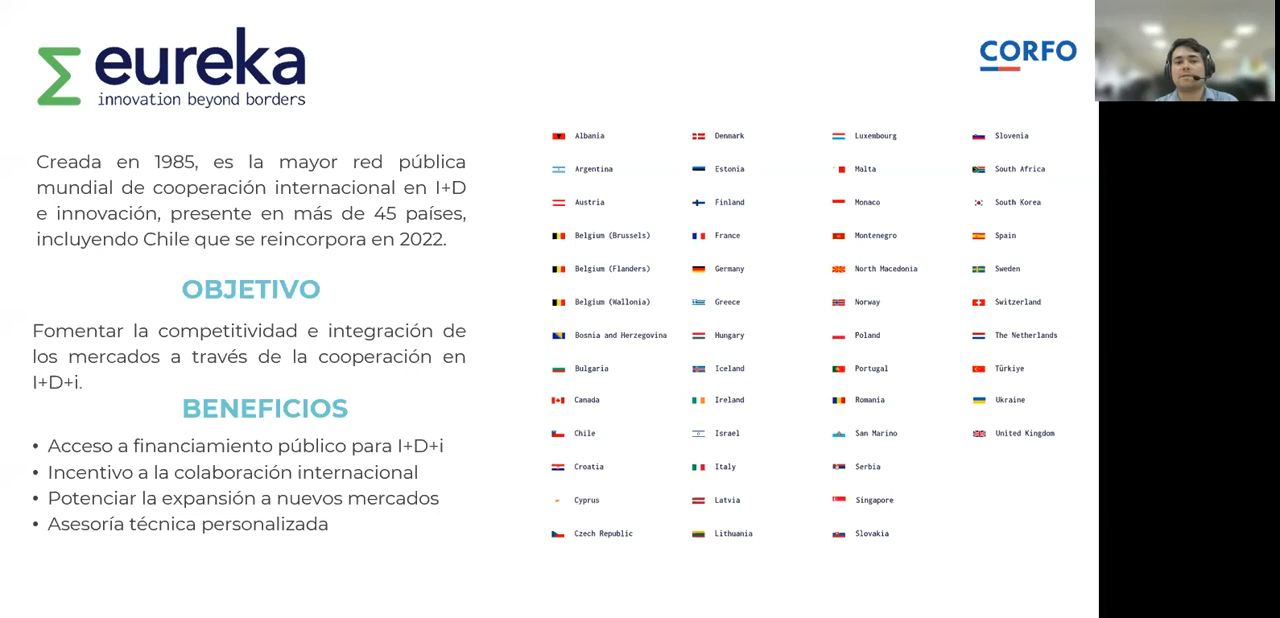 eureka
innovation beyond borders
CORFO
Creada en 1985, es la mayor red pública
mundial de cooperación internacional en I+D
e innovación, presente en más de 45 países,
incluyendo Chile que se reincorpora en 2022.
OBJETIVO
Fomentar la competitividad e integración de
los mercados a través de la cooperación en
I+D+i.
BENEFICIOS
• Acceso a financiamiento público para I+D+i
• Incentivo a la colaboración internacional
• Potenciar la expansión a nuevos mercados
• Asesoría técnica personalizada
Albania
Argentina
Austria
Belgium (Brussels)
Belgium (Flanders)
Belgium (Wallonia)
Bosnia and Herzegovina
Bulgaria
Canada
Chile
Croatia
Cyprus
Czech Republic
Denmark
Estonia
Finland
France
Germany
Greece
Hungary
Iceland
Ireland
Israel
Italy
Latvia
Lithuania
Luxembourg
Malta
Monaco
Montenegro
North Macedonia
Norway
Poland
Portugal
Romania
San Marino
Serbia
Singapore
Slovakia
Slovenia
South Africa
South Korea
Spain
Sweden
Switzerland
The Netherlands
Türkiye
Ukraine
United Kingdom